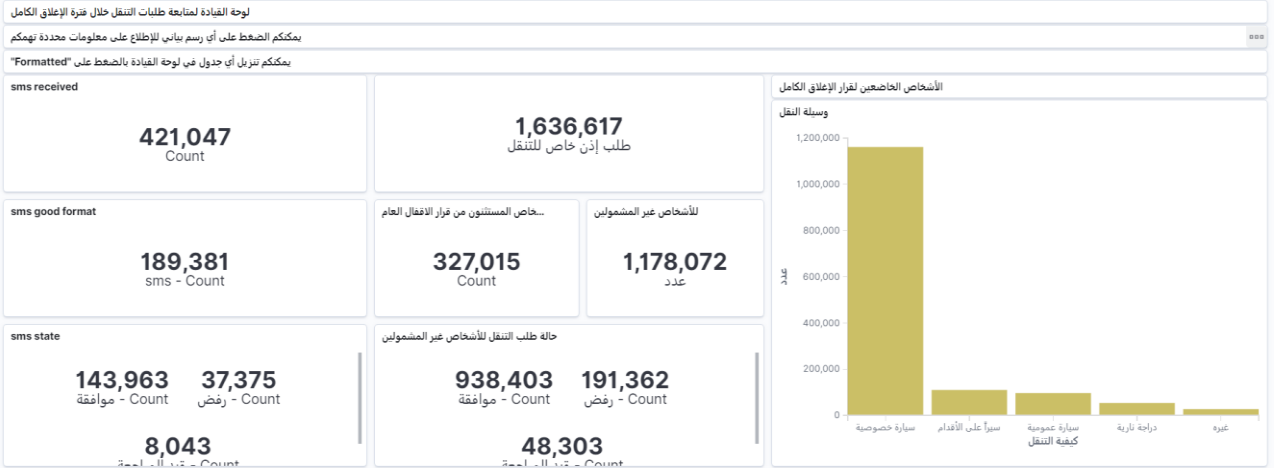 لوحة القيادة لمتابعة طلبات التنقل خلال فترة الإغلاق الكامل
يمكنكم الضغط على أي رسم بياني للإطلاع على معلومات محددة تهمكم
يمكنكم تنزيل أي جدول في لوحة القيادة بالضغط على "Formatted"
sms received
421,047
Count
1,636,617
طلب إذن خاص للتنقل
sms good format
189,381
sms - Count
خاص المستثنون من قرار الاقفال العام...
327,015
Count
للأشخاص غير المشمولين
1,178,072
عدد
sms state
143,963
موافقة - Count
37,375
رفض - Count
8,043
قيد المراجعة - Count
حالة طلب التنقل للأشخاص غير المشمولين
938,403
موافقة - Count
191,362
رفض - Count
48,303
قيد المراجعة - Count
الأشخاص الخاضعين لقرار الإغلاق الكامل
وسيلة النقل
1,200,000
1,000,000
800,000
600,000
400,000
200,000
0
عدد
سيارة خصوصية
سيراً على الأقدام
سيارة عمومية
دراجة نارية
غيره
كيفية التنقل